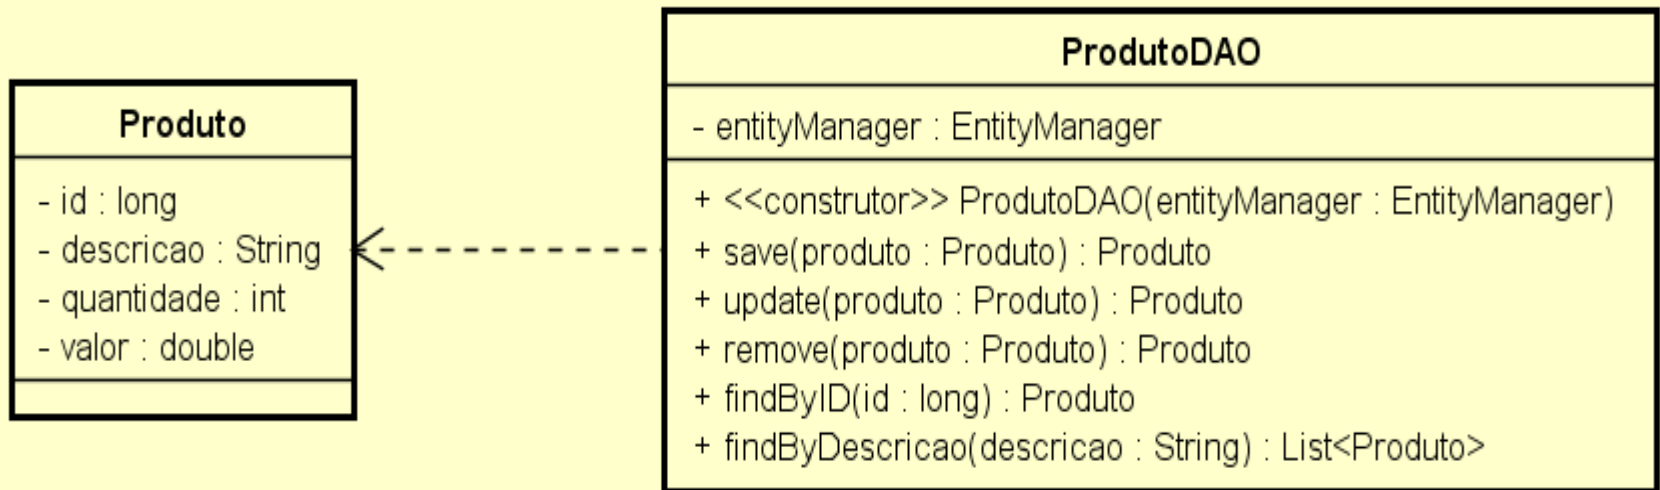 Produto
- id : long
- descricao : String
- quantidade : int
- valor : double
ProdutoDAO
- entityManager : EntityManager
+ <<construtor>> ProdutoDAO(entityManager : EntityManager)
+ save(produto : Produto) : Produto
+ update(produto : Produto) : Produto
+ remove(produto : Produto) : Produto
+ findByID(id : long) : Produto
+ findByDescricao(descricao : String) : List<Produto>